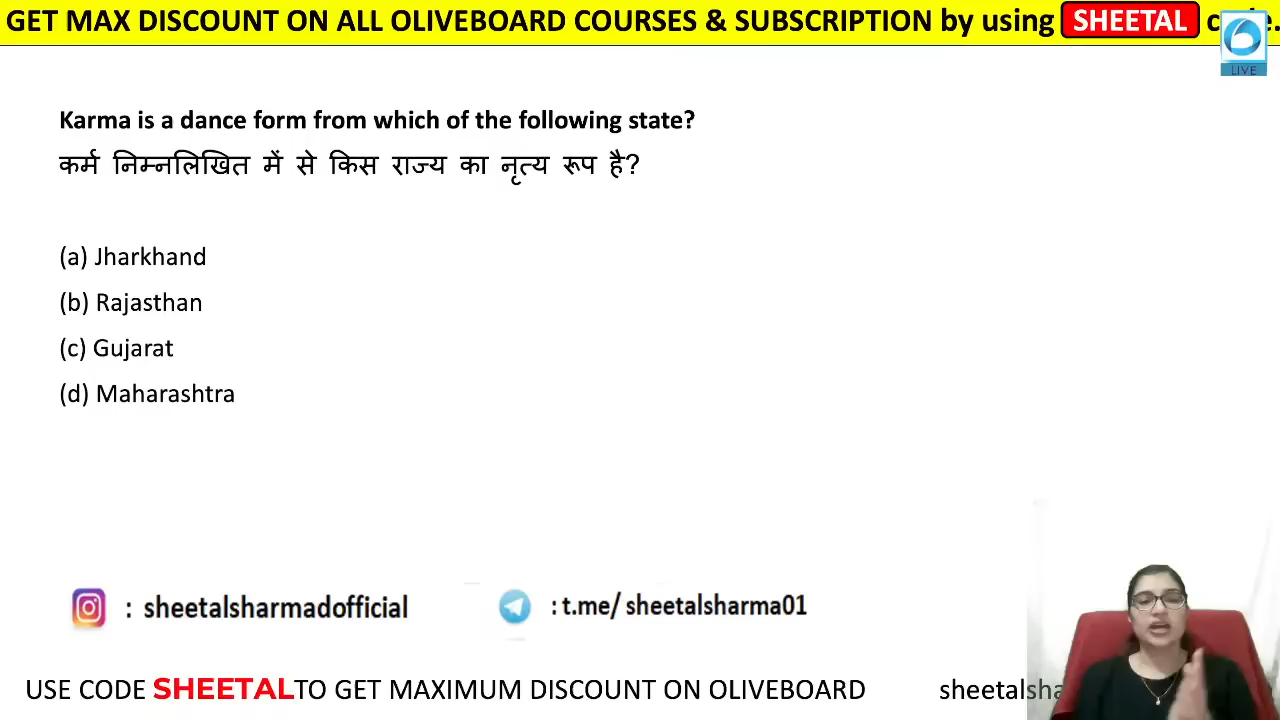 GET MAX DISCOUNT ON ALL OLIVEBOARD COURSES & SUBSCRIPTION by using SHEETAL
LIVE
Karma is a dance form from which of the following state?
कर्म निम्नलिखित में से किस राज्य का नृत्य रूप है?
(a) Jharkhand
(b) Rajasthan
(c) Gujarat
(d) Maharashtra
: sheetalsharmadofficial
: t.me/ sheetalsharma01
USE CODE SHEETALTO GET MAXIMUM DISCOUNT ON OLIVEBOARD